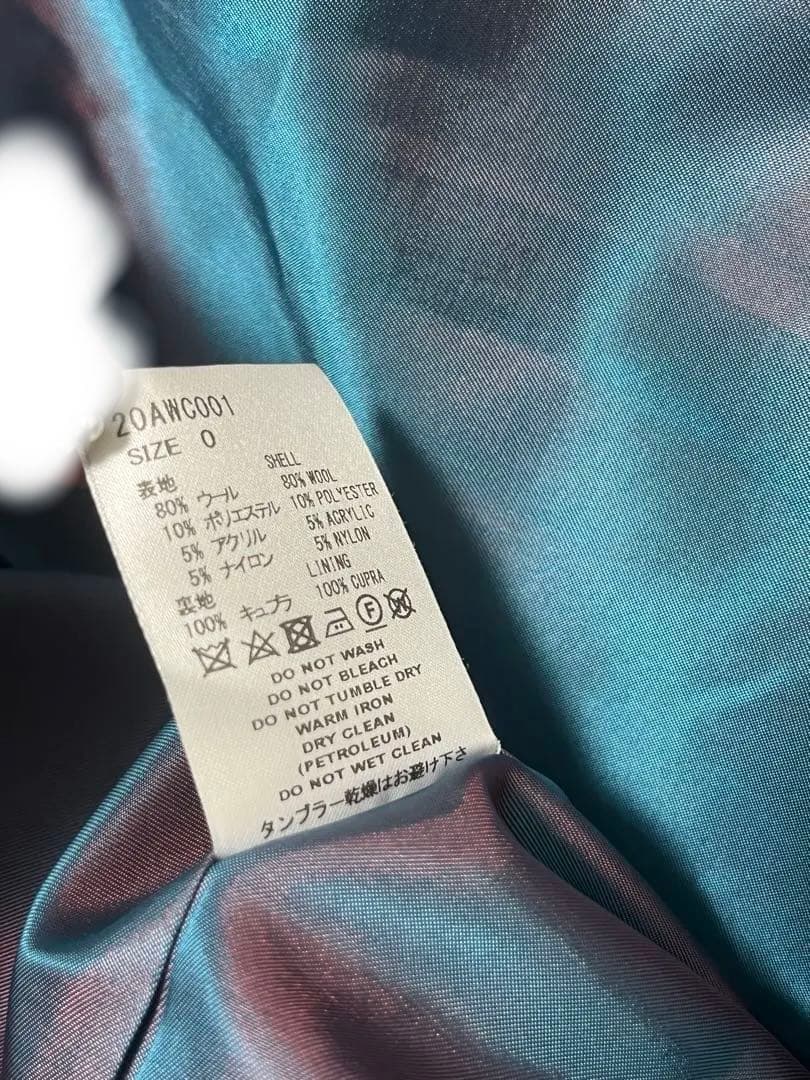 20AWC001
SIZE 0
表地 SHELL
80% ウール 80% WOOL
10% ポリエステル 10% POLYESTER
5% アクリル 5% ACRYLIC
5% ナイロン 5% NYLON
裏地 LINING
100% キュプラ 100% CUPRA
F
DO NOT WASH
DO NOT BLEACH
DO NOT TUMBLE DRY
WARM IRON
DRY CLEAN
(PETROLEUM)
DO NOT WET CLEAN
タンブラー乾燥はお避け下さ